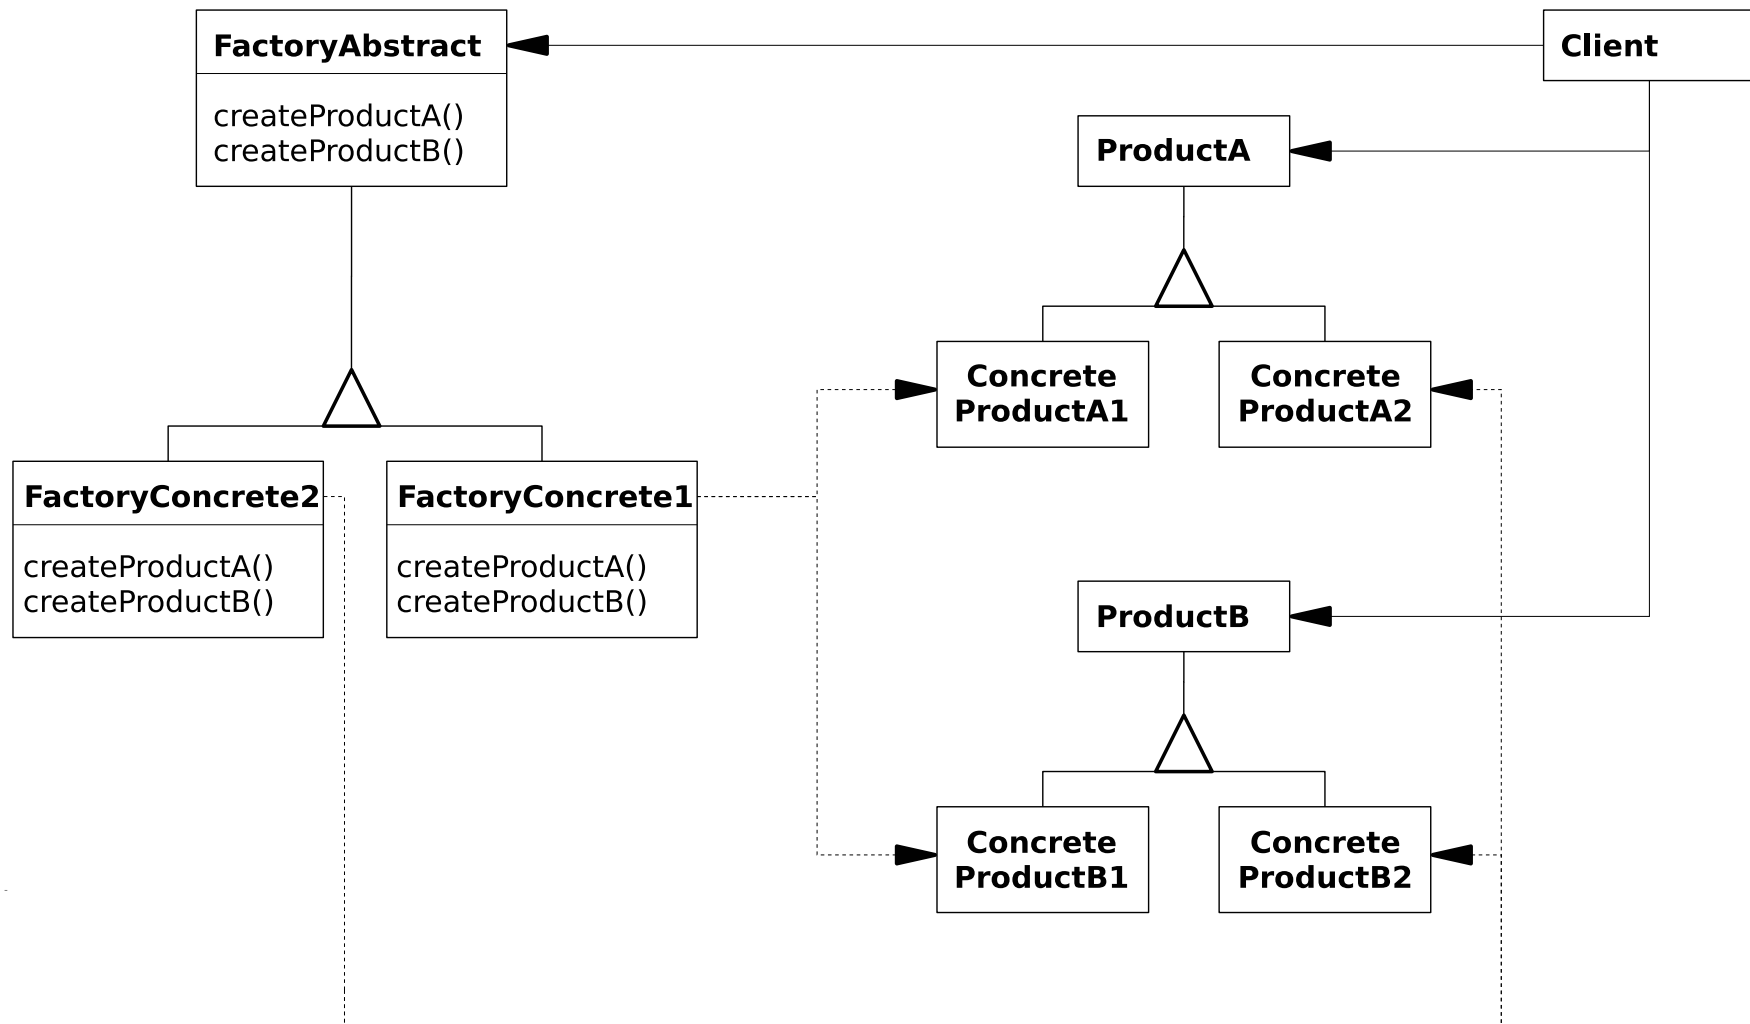 FactoryAbstract
createProductA()
createProductB()
Client
ProductA
Concrete
ProductA1
Concrete
ProductA2
FactoryConcrete2
createProductA()
createProductB()
FactoryConcrete1
createProductA()
createProductB()
ProductB
Concrete
ProductB1
Concrete
ProductB2